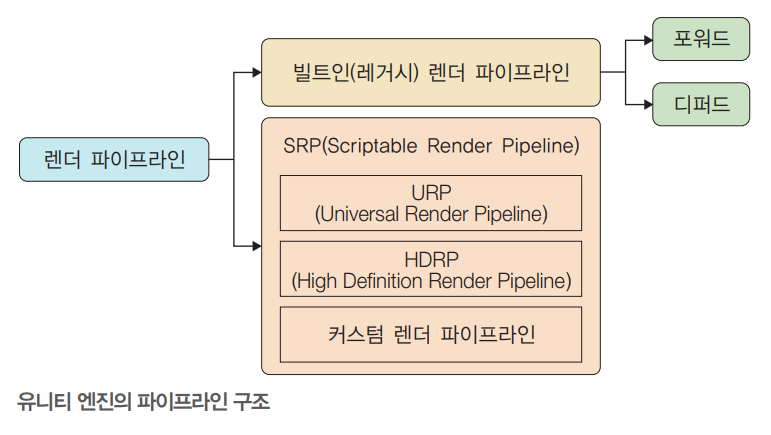 렌더 파이프라인
빌트인(레거시) 렌더 파이프라인
포워드
디퍼드
SRP(Scriptable Render Pipeline)
URP
(Universal Render Pipeline)
HDRP
(High Definition Render Pipeline)
커스텀 렌더 파이프라인
유니티 엔진의 파이프라인 구조